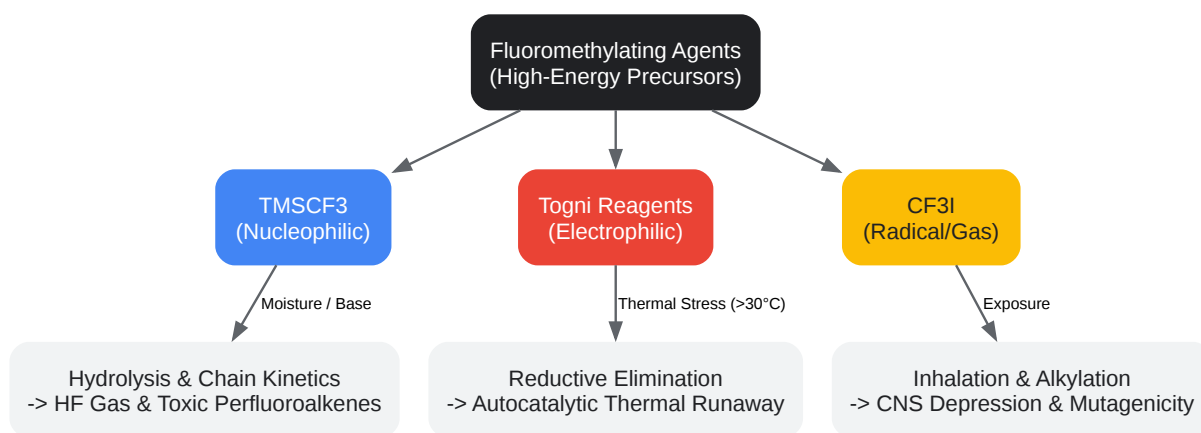 Fluoromethylating Agents
(High-Energy Precursors)
TMSCF3
(Nucleophilic)
Togni Reagents
(Electrophilic)
CF3I
(Radical/Gas)
Moisture / Base
Thermal Stress (>30°C)
Exposure
Hydrolysis & Chain Kinetics
-> HF Gas & Toxic Perfluoroalkenes
Reductive Elimination
-> Autocatalytic Thermal Runaway
Inhalation & Alkylation
-> CNS Depression & Mutagenicity